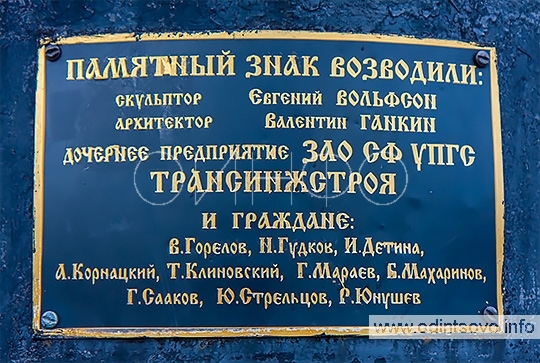 ПАМЯТНЫЙ ЗНАК ВОЗВОДИЛИ:
СКУЛЬПТОР ЕВГЕНИЙ ВОЛЬФСОН
АРХИТЕКТОР ВАЛЕНТИН ГАНКИН
ДОЧЕРНЕЕ ПРЕДПРИЯТИЕ ЗАО СФ УПГС
ТРАНСИНЖСТРОЯ
И ГРАЖДАНЕ:
В.ГОРЕЛОВ, Н.ГУДКОВ, И.ДЕТИНА,
А.КОРНАЦКИЙ, Т.КЛИНОВСКИЙ, Г.МАРАЕВ, Б.МАХАРИНОВ,
Г.СААКОВ, Ю.СТРЕЛЬЦОВ, Р.ЮНУШЕВ
www.odintsovo.info